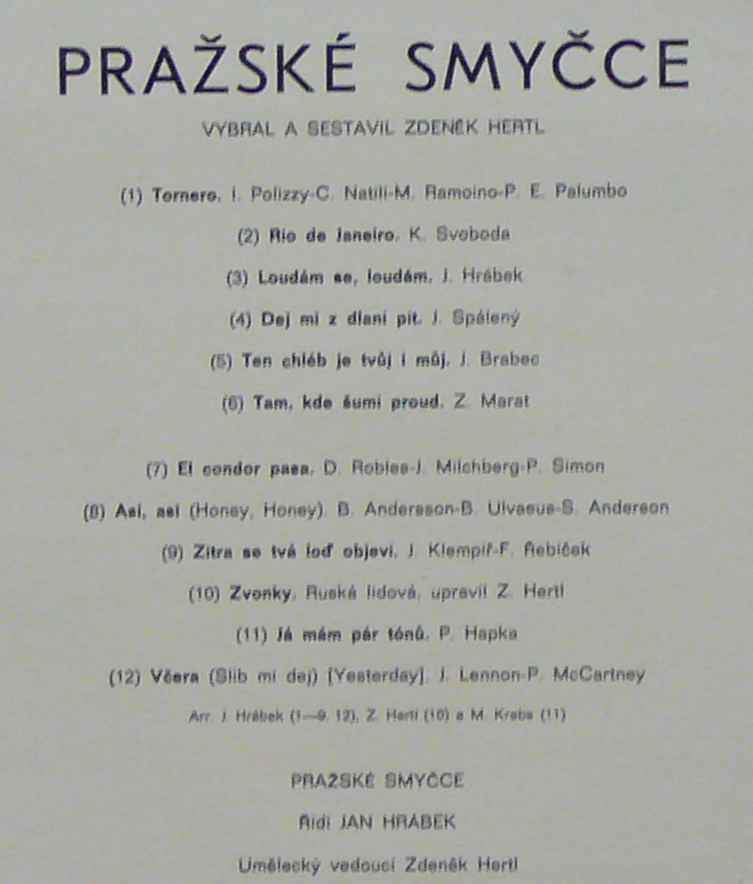 PRAŽSKÉ SMYČCE
VYBRAL A SESTAVIL ZDENĚK HERTL
(1) Tornero, I. Polizzy-C. Natili-M. Ramoino-P. E. Palumbo
(2) Rio de Janeiro, K. Svoboda
(3) Loudám se, loudám, J. Hrábek
(4) Dej mi z dlaní pít, J. Spálený
(5) Ten chléb je tvůj i můj, J. Brabec
(6) Tam, kde šumí proud, Z. Marat
(7) El condor pasa, D. Robles-J. Milchberg-P. Simon
(8) Asi, asi (Honey, Honey), B. Andersson-B. Ulvaeus-S. Anderson
(9) Zítra se tvá loď objeví, J. Klempíř-F. Řebíček
(10) Zvonky, Ruská lidová, upravil Z. Hertl
(11) Já mám pár tónů, P. Hapka
(12) Včera (Slib mi dej) [Yesterday], J. Lennon-P. McCartney
Arr. J. Hrábek (1—9, 12), Z. Hertl (10) a M. Krebs (11)
PRAŽSKÉ SMYČCE
Řídí JAN HRÁBEK
Umělecký vedoucí Zdeněk Hertl